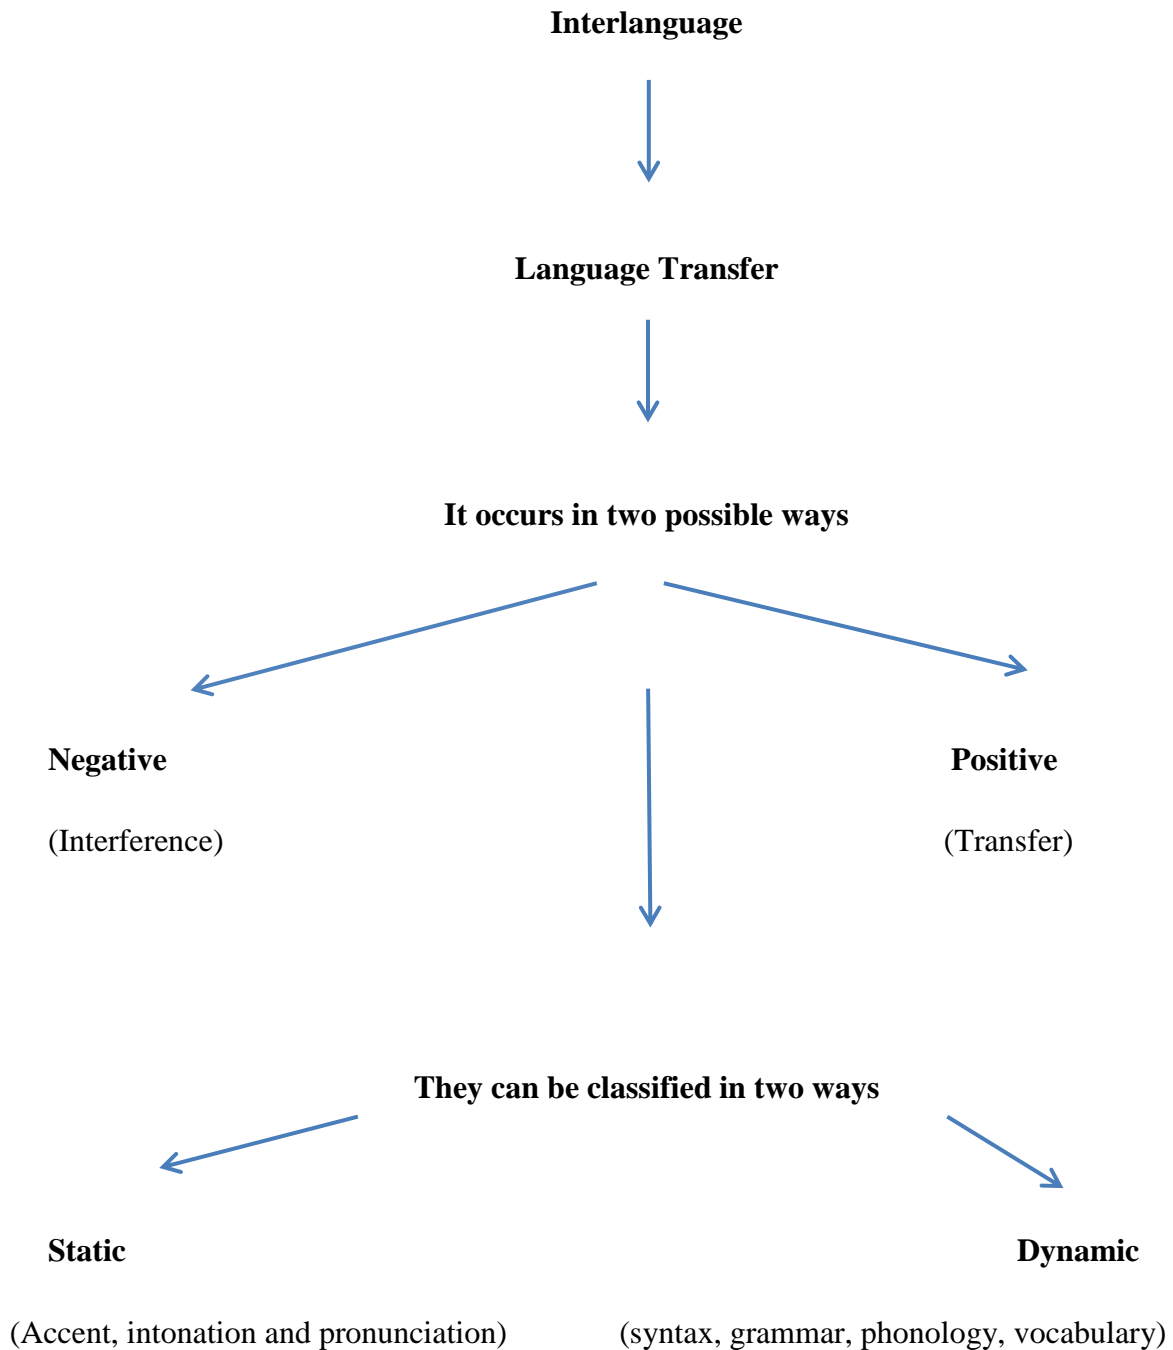 Interlanguage
Language Transfer
It occurs in two possible ways
Negative
Positive
(Interference)
(Transfer)
They can be classified in two ways
Static
Dynamic
(Accent, intonation and pronunciation)
(syntax, grammar, phonology, vocabulary)